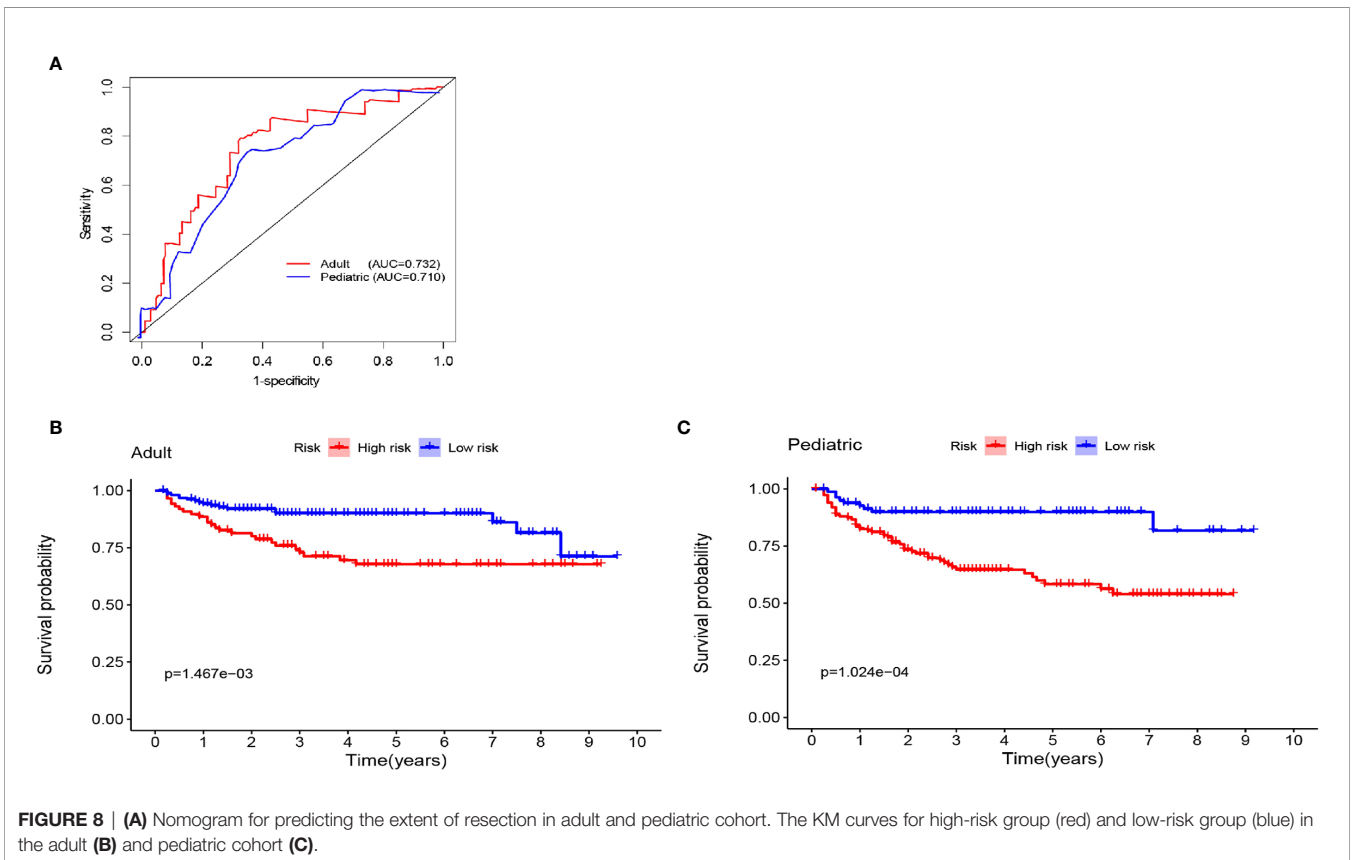 A
1.0
0.8
0.6
0.4
0.2
0.0
Sensitivity
Adult (AUC=0.732)
Pediatric (AUC=0.710)
0.0 0.2 0.4 0.6 0.8 1.0
1-specificity
B
Adult
Risk High risk Low risk
1.00
0.75
0.50
0.25
0.00
Survival probability
p=1.467e−03
0 1 2 3 4 5 6 7 8 9 10
Time(years)
C
Pediatric
Risk High risk Low risk
1.00
0.75
0.50
0.25
0.00
Survival probability
p=1.024e−04
0 1 2 3 4 5 6 7 8 9 10
Time(years)
FIGURE 8 | (A) Nomogram for predicting the extent of resection in adult and pediatric cohort. The KM curves for high-risk group (red) and low-risk group (blue) in
the adult (B) and pediatric cohort (C).